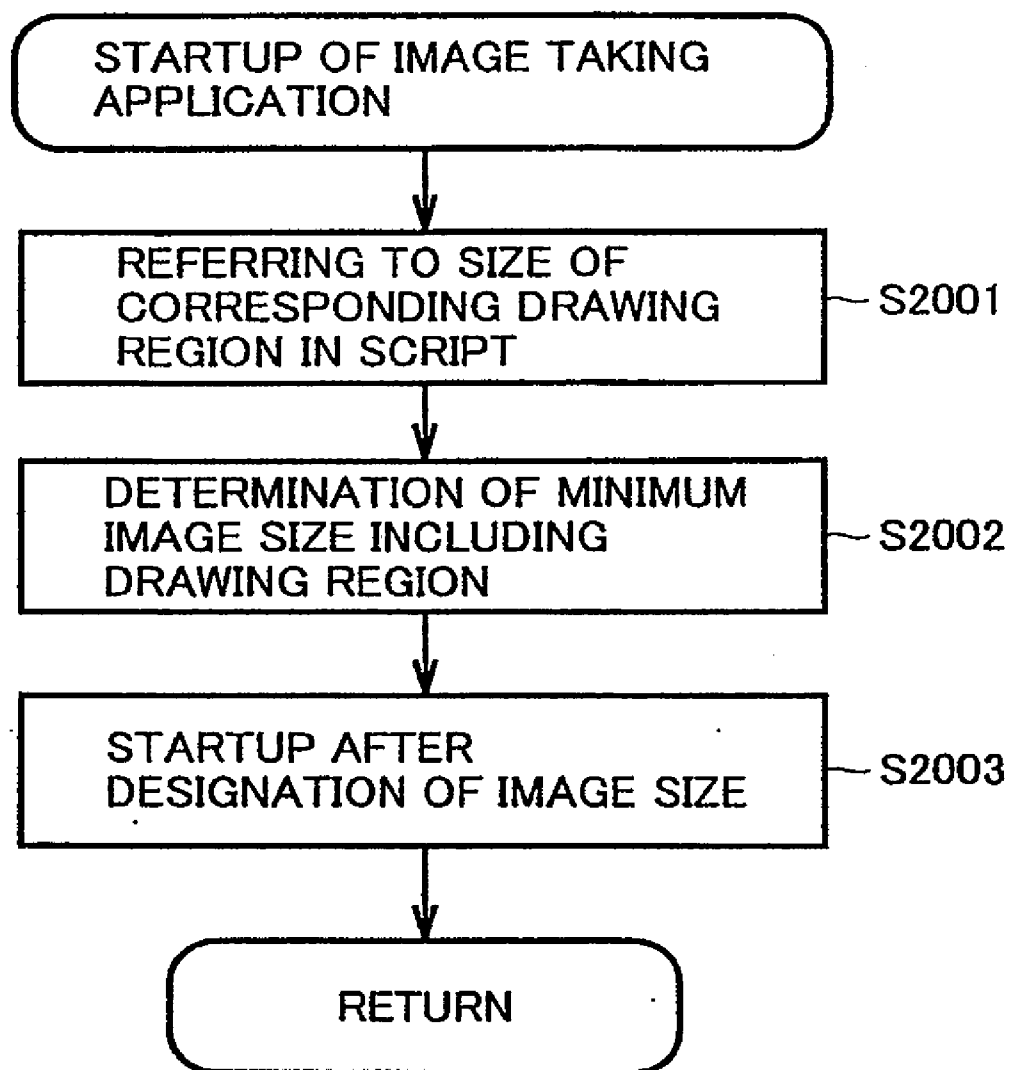 STARTUP OF IMAGE TAKING
APPLICATION
REFERRING TO SIZE OF
CORRESPONDING DRAWING
REGION IN SCRIPT
S2001
DETERMINATION OF MINIMUM
IMAGE SIZE INCLUDING
DRAWING REGION
S2002
STARTUP AFTER
DESIGNATION OF IMAGE SIZE
S2003
RETURN